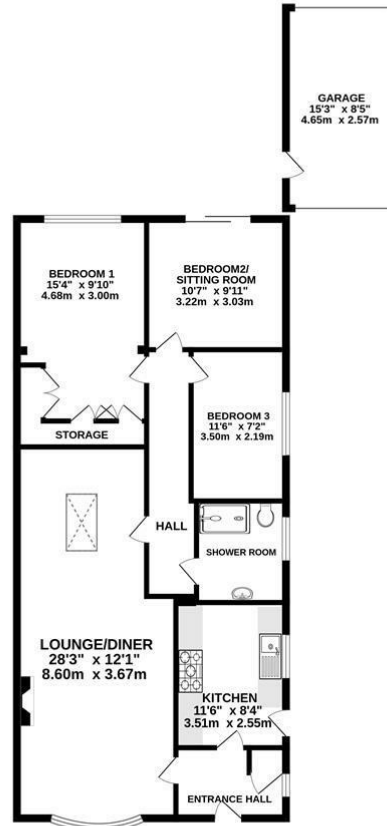 GARAGE
15'3" x 8'5"
4.65m x 2.57m
BEDROOM 1
15'4" x 9'10"
4.68m x 3.00m
BEDROOM2/
SITTING ROOM
10'7" x 9'11"
3.22m x 3.03m
BEDROOM 3
11'6" x 7'2"
3.50m x 2.19m
STORAGE
HALL
SHOWER ROOM
LOUNGE/DINER
28'3" x 12'1"
8.60m x 3.67m
KITCHEN
11'6" x 8'4"
3.51m x 2.55m
ENTRANCE HALL